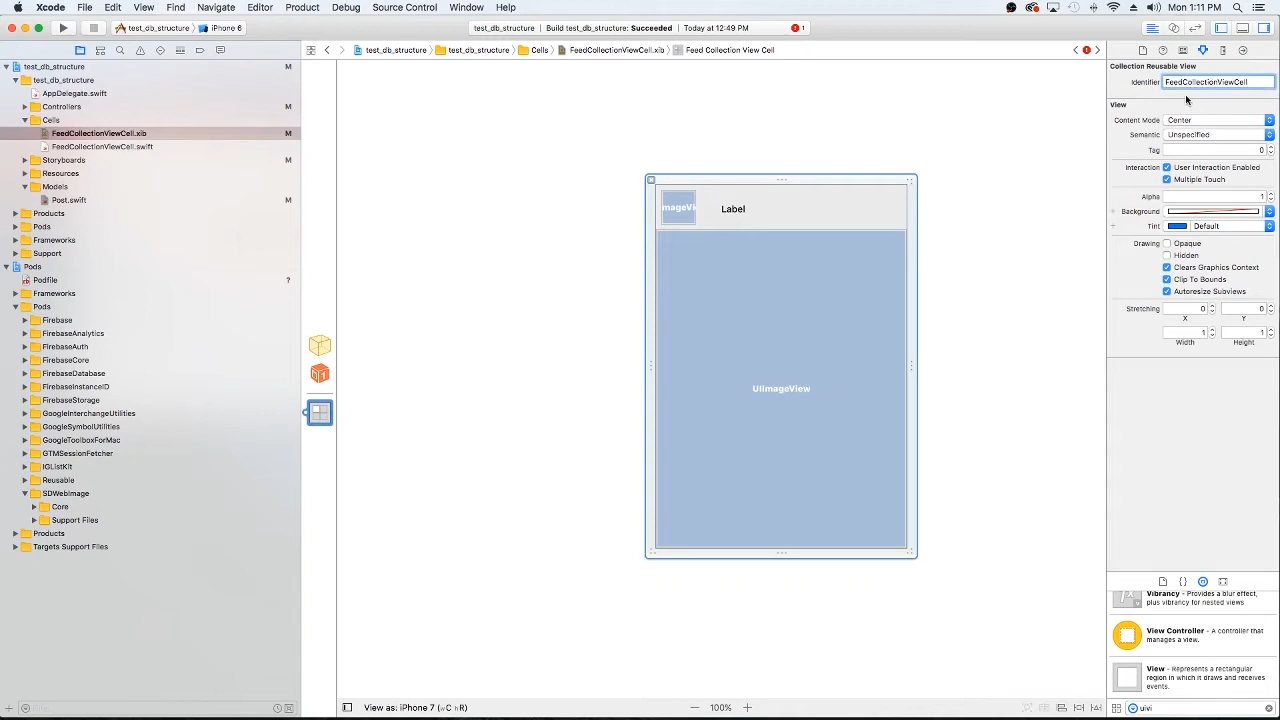 Xcode File Edit View Find Navigate Editor Product Debug Source Control Window Help
Mon 1:11 PM
test_db_structure iPhone 6
test_db_structure Build test_db_structure: Succeeded Today at 12:49 PM 1
test_db_structure test_db_structure Cells FeedCollectionViewCell.xib Feed Collection View Cell
test_db_structure M
test_db_structure
AppDelegate.swift
Controllers M
Cells
FeedCollectionViewCell.xib M
FeedCollectionViewCell.swift
Storyboards M
Resources
Models
Post.swift M
Products
Pods
Frameworks
Support
Pods
Podfile ?
Frameworks
Pods
Firebase
FirebaseAnalytics
FirebaseAuth
FirebaseCore
FirebaseDatabase
FirebaseInstanceID
FirebaseStorage
GoogleInterchangeUtilities
GoogleSymbolUtilities
GoogleToolboxForMac
GTMSessionFetcher
IGListKit
Reusable
SDWebImage
Core
Support Files
Products
Targets Support Files
Filter
mageVi
Label
UIImageView
View as: iPhone 7 (wC hR)
100%
Collection Reusable View
Identifier FeedCollectionViewCell
View
Content Mode Center
Semantic Unspecified
Tag 0
Interaction User Interaction Enabled
Multiple Touch
Alpha 1
Background
Tint Default
Drawing Opaque
Hidden
Clears Graphics Context
Clip To Bounds
Autoresize Subviews
Stretching 0 0
X Y
1 1
Width Height
Vibrancy - Provides a blur effect,
plus vibrancy for nested views
View Controller - A controller that
manages a view.
View - Represents a rectangular
region in which it draws and receives
events.
uivi